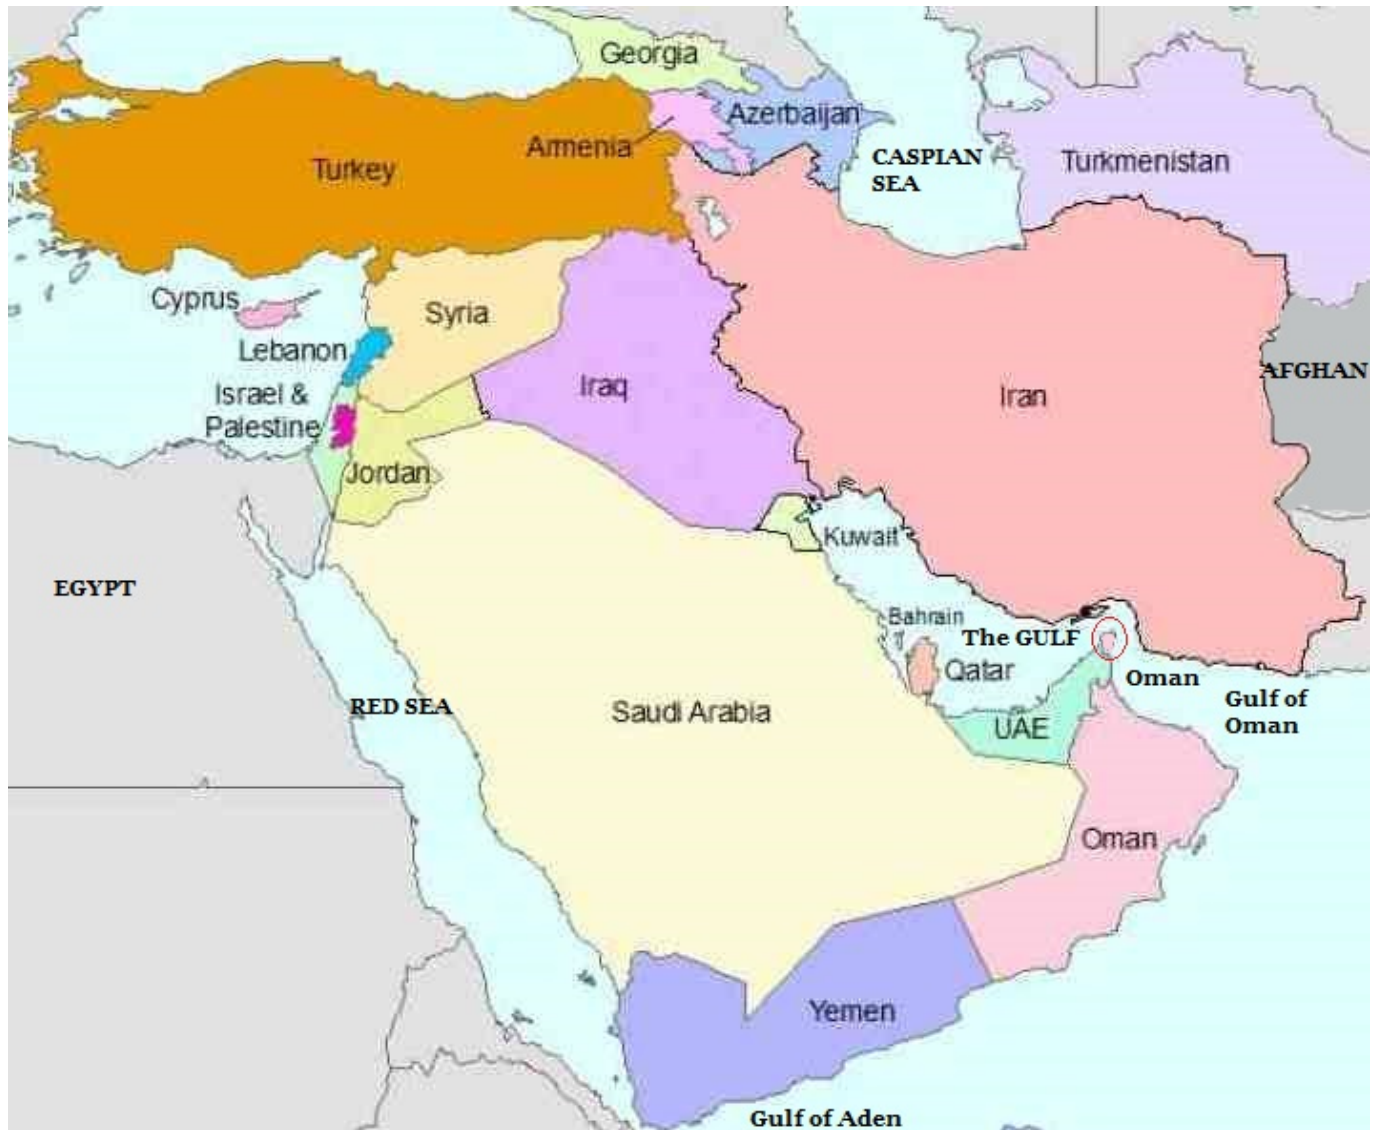 Georgia
Azerbaijan
Armenia
CASPIAN
SEA
Turkmenistan
Turkey
Cyprus
Syria
Lebanon
AFGHAN
Israel &
Palestine
Iraq
Iran
Jordan
Kuwait
EGYPT
Bahrain
The GULF
Qatar
Oman
Gulf of
Oman
RED SEA
Saudi Arabia
UAE
Oman
Yemen
Gulf of Aden